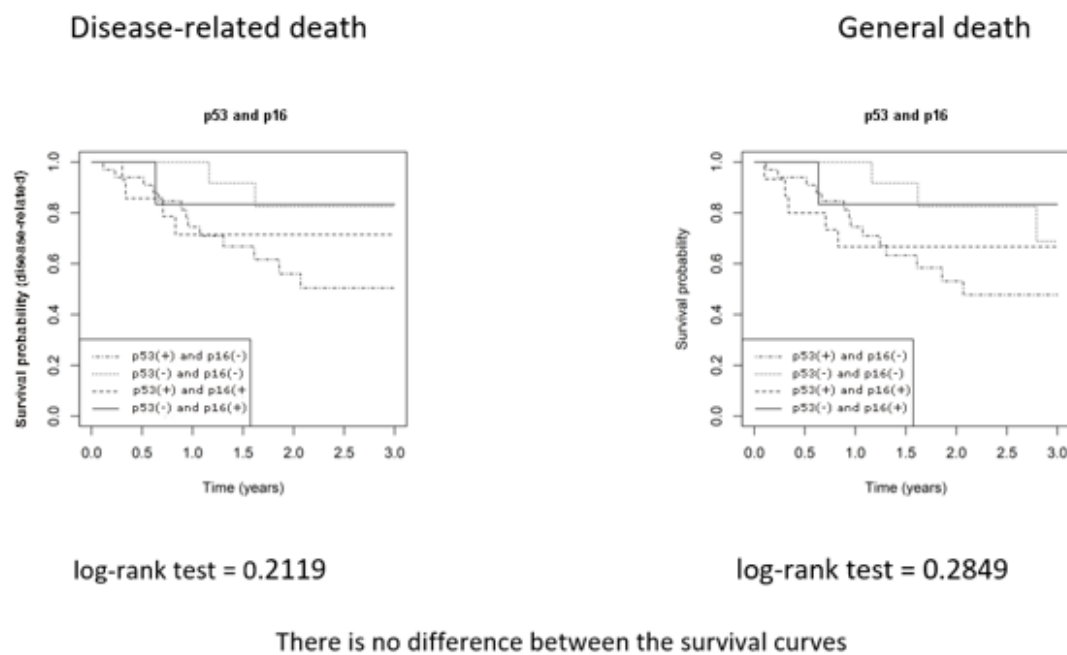 Disease-related death
General death
p53 and p16
Survival probability (disease-related)
1.0
0.8
0.6
0.4
0.2
0.0
p53(+) and p16(-)
p53(-) and p16(-)
p53(+) and p16(+
p53(-) and p16(+)
0.0 0.5 1.0 1.5 2.0 2.5 3.0
Time (years)
p53 and p16
Survival probability
1.0
0.8
0.6
0.4
0.2
0.0
p53(+) and p16(-)
p53(-) and p16(-)
p53(+) and p16(+)
p53(-) and p16(+)
0.0 0.5 1.0 1.5 2.0 2.5 3.0
Time (years)
log-rank test = 0.2119
log-rank test = 0.2849
There is no difference between the survival curves